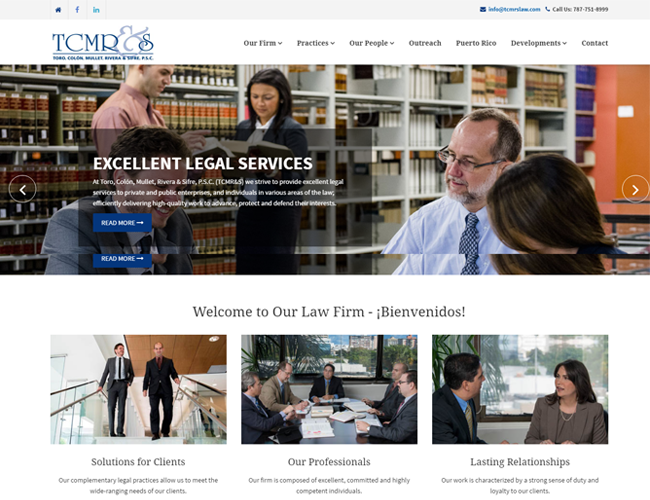 info@tcmrslaw.com Call Us: 787-751-8999
TCMR&S
TORO, COLÓN, MULLET, RIVERA & SIFRE, P.S.C.
Our Firm Practices Our People Outreach Puerto Rico Developments Contact
EXCELLENT LEGAL SERVICES
At Toro, Colón, Mullet, Rivera & Sifre, P.S.C. (TCMR&S) we strive to provide excellent legal
services to private and public enterprises, and individuals in various areas of the law;
efficiently delivering high-quality work to advance, protect and defend their interests.
READ MORE
READ MORE
Welcome to Our Law Firm - ¡Bienvenidos!
Solutions for Clients Our Professionals Lasting Relationships
Our complementary legal practices allow us to meet the
wide-ranging needs of our clients.
Our firm is composed of excellent, committed and highly
competent individuals.
Our work is characterized by a strong sense of duty and
loyalty to our clients.